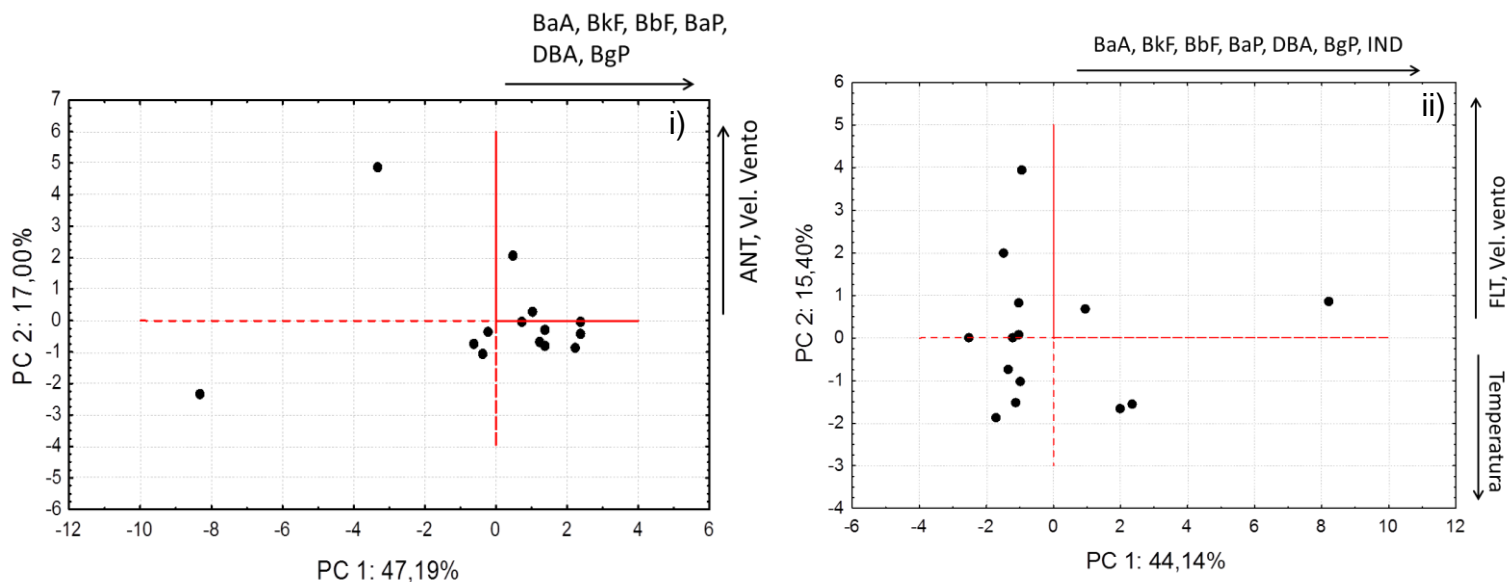 BaA, BkF, BbF, BaP,
DBA, BgP
i)
7
6
5
4
3
2
1
0
-1
-2
-3
-4
-5
-6
PC 2: 17,00%
-12 -10 -8 -6 -4 -2 0 2 4 6
PC 1: 47,19%
ANT, Vel. Vento
BaA, BkF, BbF, BaP, DBA, BgP, IND
ii)
6
5
4
3
2
1
0
-1
-2
-3
-4
PC 2: 15,40%
-6 -4 -2 0 2 4 6 8 10 12
PC 1: 44,14%
FLT, Vel. vento
Temperatura